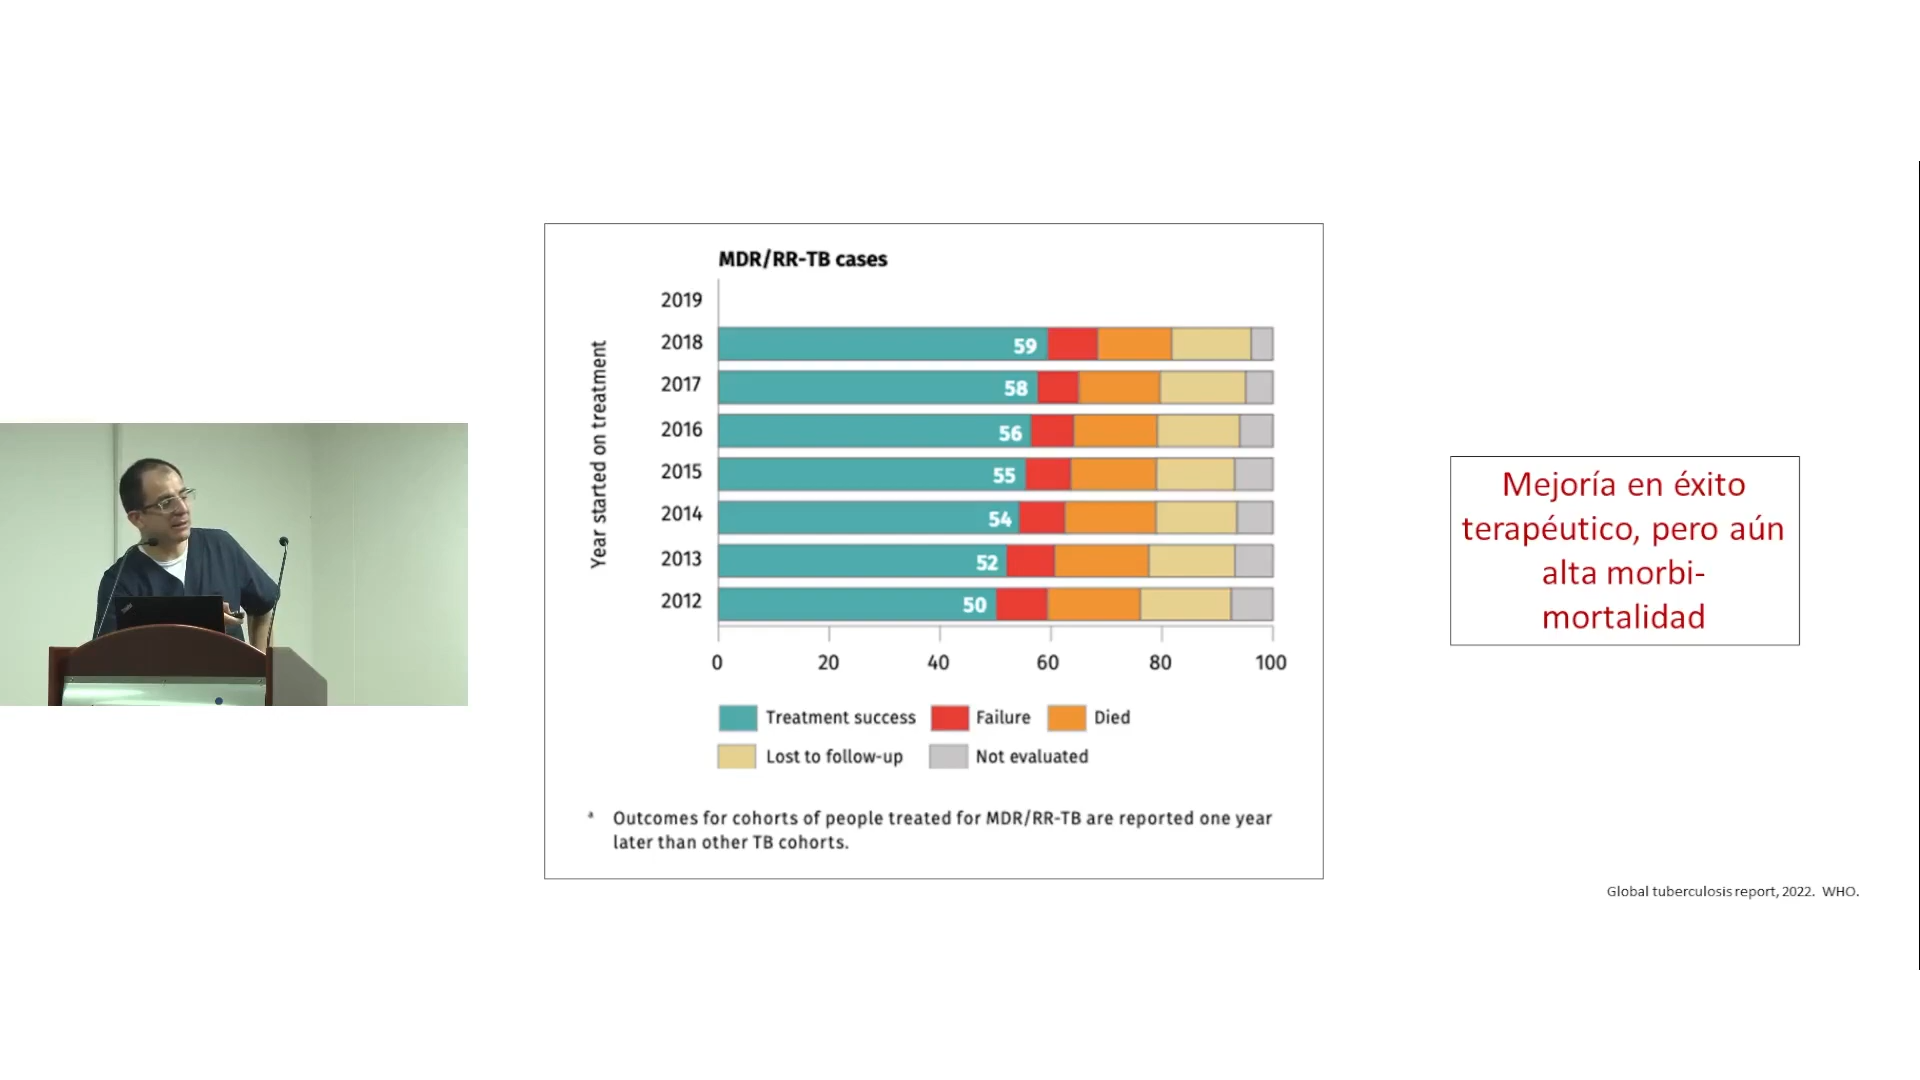 MDR/RR-TB cases
Year started on treatment
2019
2018 59
2017 58
2016 56
2015 55
2014 54
2013 52
2012 50
0 20 40 60 80 100
Treatment success Failure Died
Lost to follow-up Not evaluated
a Outcomes for cohorts of people treated for MDR/RR-TB are reported one year
later than other TB cohorts.
Mejoría en éxito
terapéutico, pero aún
alta morbi-
mortalidad
Global tuberculosis report, 2022. WHO.